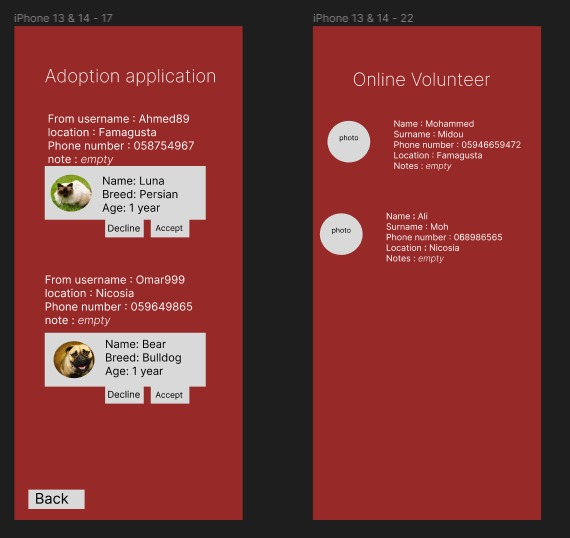 iPhone 13 & 14 - 17
Adoption application
From username : Ahmed89
location : Famagusta
Phone number : 058754967
note : empty
Name: Luna
Breed: Persian
Age: 1 year
Decline
Accept
From username : Omar999
location : Nicosia
Phone number : 059649865
note : empty
Name: Bear
Breed: Bulldog
Age: 1 year
Decline
Accept
Back
iPhone 13 & 14 - 22
Online Volunteer
photo
Name : Mohammed
Surname : Midou
Phone number : 05946659472
Location : Famagusta
Notes : empty
photo
Name : Ali
Surname : Moh
Phone number : 068986565
Location : Nicosia
Notes : empty